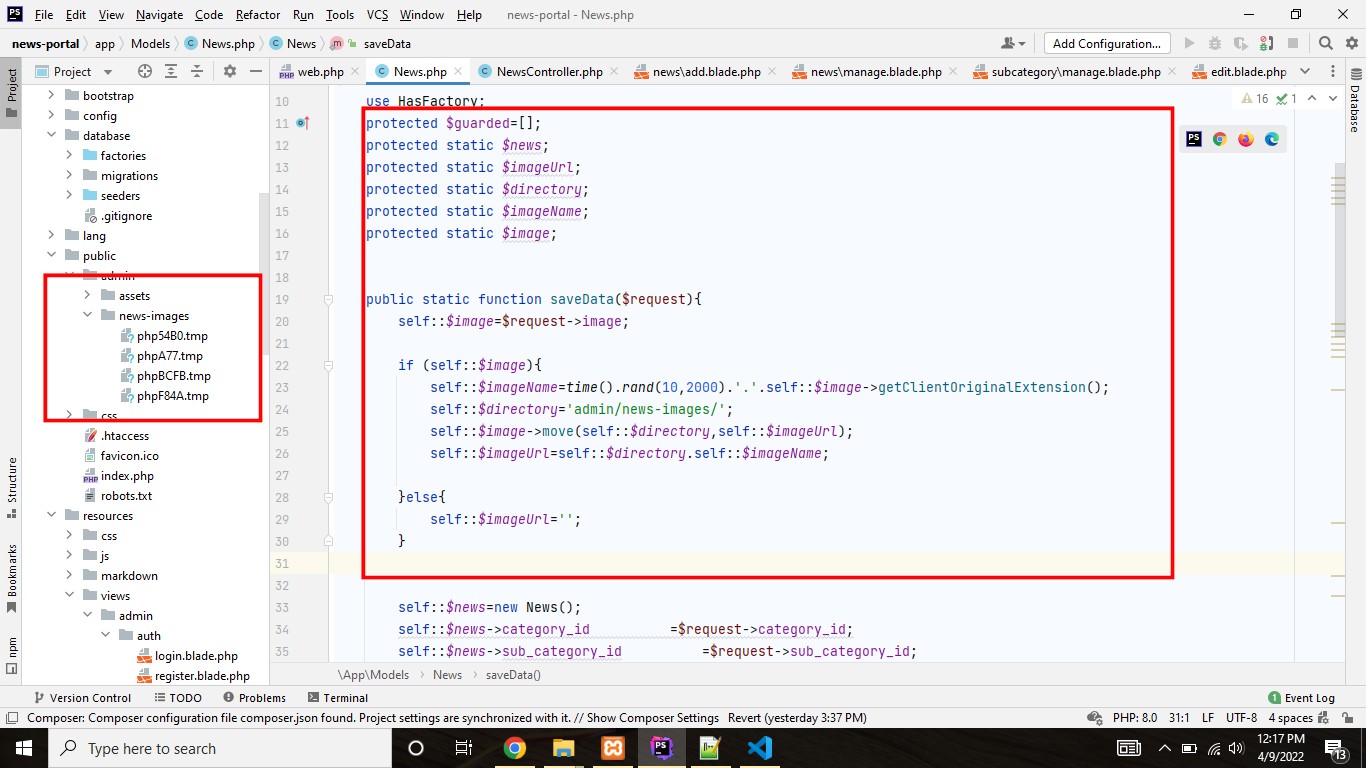 File Edit View Navigate Code Refactor Run Tools VCS Window Help news-portal - News.php
news-portal app Models News.php News saveData Add Configuration...
Project web.php News.php NewsController.php news\add.blade.php news\manage.blade.php subcategory\manage.blade.php edit.blade.php
Project
Structure
Bookmarks
npm
bootstrap
config
database
factories
migrations
seeders
.gitignore
lang
public
admin
assets
news-images
php54B0.tmp
phpA77.tmp
phpBCFB.tmp
phpF84A.tmp
css
.htaccess
favicon.ico
index.php
robots.txt
resources
css
js
markdown
views
admin
auth
login.blade.php
register.blade.php
10 use HasFactory;
11 protected $guarded=[];
12 protected static $news;
13 protected static $imageUrl;
14 protected static $directory;
15 protected static $imageName;
16 protected static $image;
17
18
19 public static function saveData($request){
20 self::$image=$request->image;
21
22 if (self::$image){
23 self::$imageName=time().rand(10,2000).'.'.self::$image->getClientOriginalExtension();
24 self::$directory='admin/news-images/';
25 self::$image->move(self::$directory,self::$imageUrl);
26 self::$imageUrl=self::$directory.self::$imageName;
27
28 }else{
29 self::$imageUrl='';
30 }
31
32
33 self::$news=new News();
34 self::$news->category_id =$request->category_id;
35 self::$news->sub_category_id =$request->sub_category_id;
16 1
Database
\App\Models News saveData()
Version Control TODO Problems Terminal 1 Event Log
Composer: Composer configuration file composer.json found. Project settings are synchronized with it. // Show Composer Settings Revert (yesterday 3:37 PM) PHP: 8.0 31:1 LF UTF-8 4 spaces
Type here to search
12:17 PM
4/9/2022
13